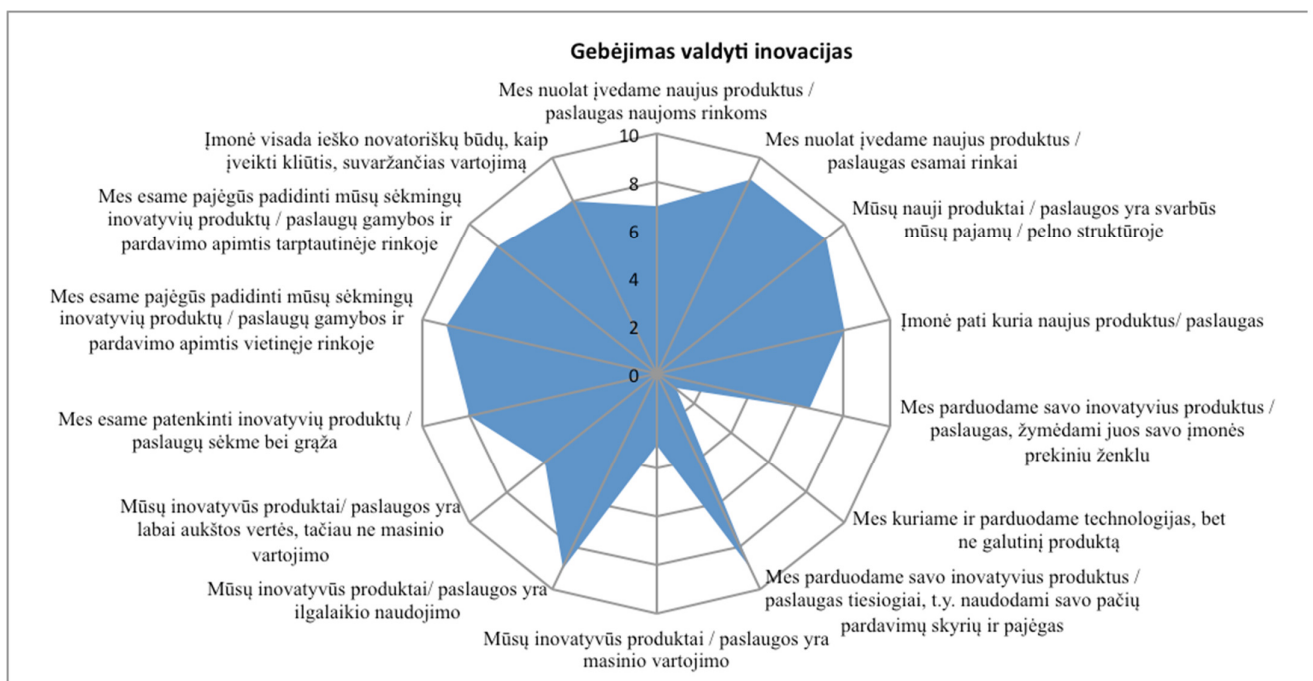 Gebėjimas valdyti inovacijas
Mes nuolat įvedame naujus produktus /
paslaugas naujoms rinkoms
Mes nuolat įvedame naujus produktus /
paslaugas esamai rinkai
Mūsų nauji produktai / paslaugos yra svarbūs
mūsų pajamų / pelno struktūroje
Įmonė pati kuria naujus produktus/ paslaugas
Mes parduodame savo inovatyvius produktus /
paslaugas, žymėdami juos savo įmonės
prekiniu ženklu
Mes kuriame ir parduodame technologijas, bet
ne galutinį produktą
Mes parduodame savo inovatyvius produktus /
paslaugas tiesiogiai, t.y. naudodami savo pačių
pardavimų skyrių ir pajėgas
Mūsų inovatyvūs produktai / paslaugos yra
masinio vartojimo
Mūsų inovatyvūs produktai/ paslaugos yra
ilgalaikio naudojimo
Mūsų inovatyvūs produktai/ paslaugos yra
labai aukštos vertės, tačiau ne masinio
vartojimo
Mes esame patenkinti inovatyvių produktų /
paslaugų sėkme bei grąža
Mes esame pajėgūs padidinti mūsų sėkmingų
inovatyvių produktų / paslaugų gamybos ir
pardavimo apimtis vietinėje rinkoje
Mes esame pajėgūs padidinti mūsų sėkmingų
inovatyvių produktų / paslaugų gamybos ir
pardavimo apimtis tarptautinėje rinkoje
Įmonė visada ieško novatoriškų būdų, kaip
įveikti kliūtis, suvaržančias vartojimą
10
8
6
4
2
0